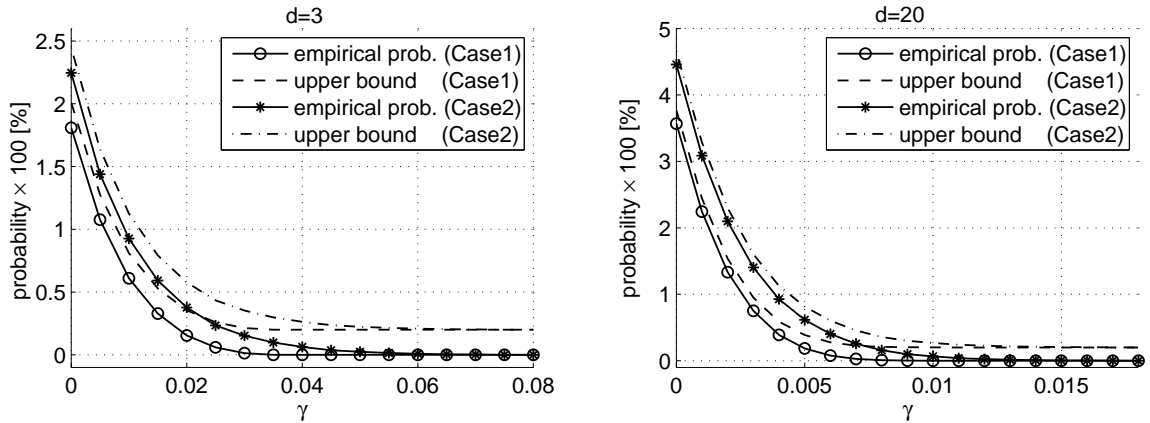 d=3
2.5
2
1.5
1
0.5
0
probability × 100 [%]
empirical prob. (Case1)
upper bound (Case1)
empirical prob. (Case2)
upper bound (Case2)
0
0.02
0.04
0.06
0.08
γ
d=20
5
4
3
2
1
0
probability × 100 [%]
empirical prob. (Case1)
upper bound (Case1)
empirical prob. (Case2)
upper bound (Case2)
0
0.005
0.01
0.015
γ